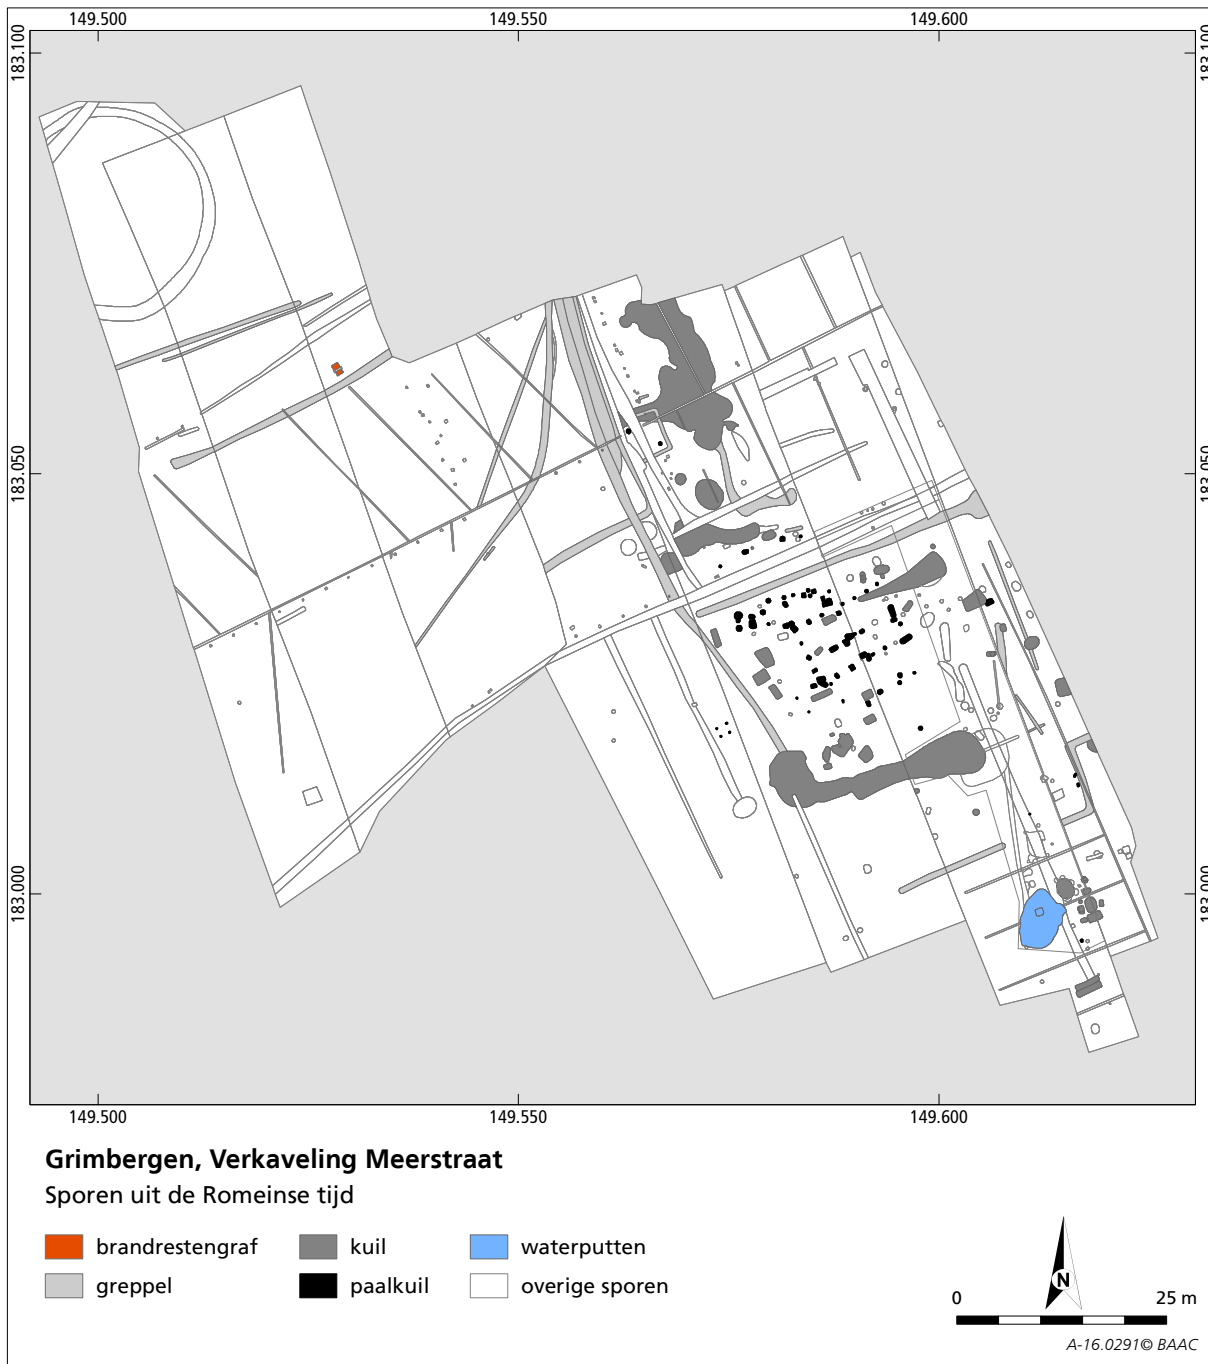 149.500 149.550 149.600
183.100 183.100
183.050 183.050
183.000 183.000
149.500 149.550 149.600
Grimbergen, Verkaveling Meerstraat
Sporen uit de Romeinse tijd
brandrestengraf kuil waterputten
greppel paalkuil overige sporen
N
0 25 m
A-16.0291© BAAC